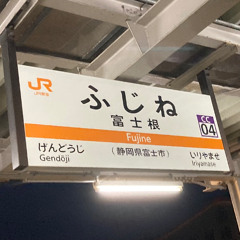 JR
JR東海
ふじね
富士根
CC
04
Fujine
(静岡県富士市)
げんどうじ
Gendōji
いりやませ
Iriyamase